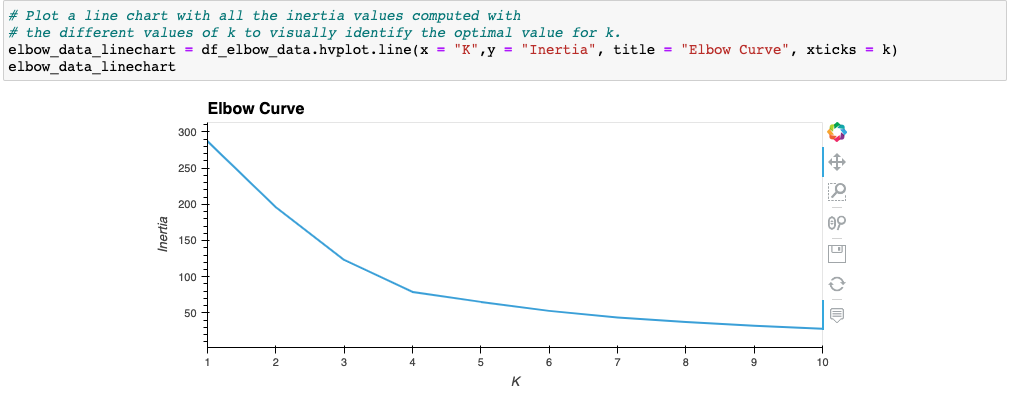 # Plot a line chart with all the inertia values computed with
# the different values of k to visually identify the optimal value for k.
elbow_data_linechart = df_elbow_data.hvplot.line(x = "K",y = "Inertia", title = "Elbow Curve", xticks = k)
elbow_data_linechart
Elbow Curve
300
250
200
150
100
50
Inertia
1 2 3 4 5 6 7 8 9 10
K